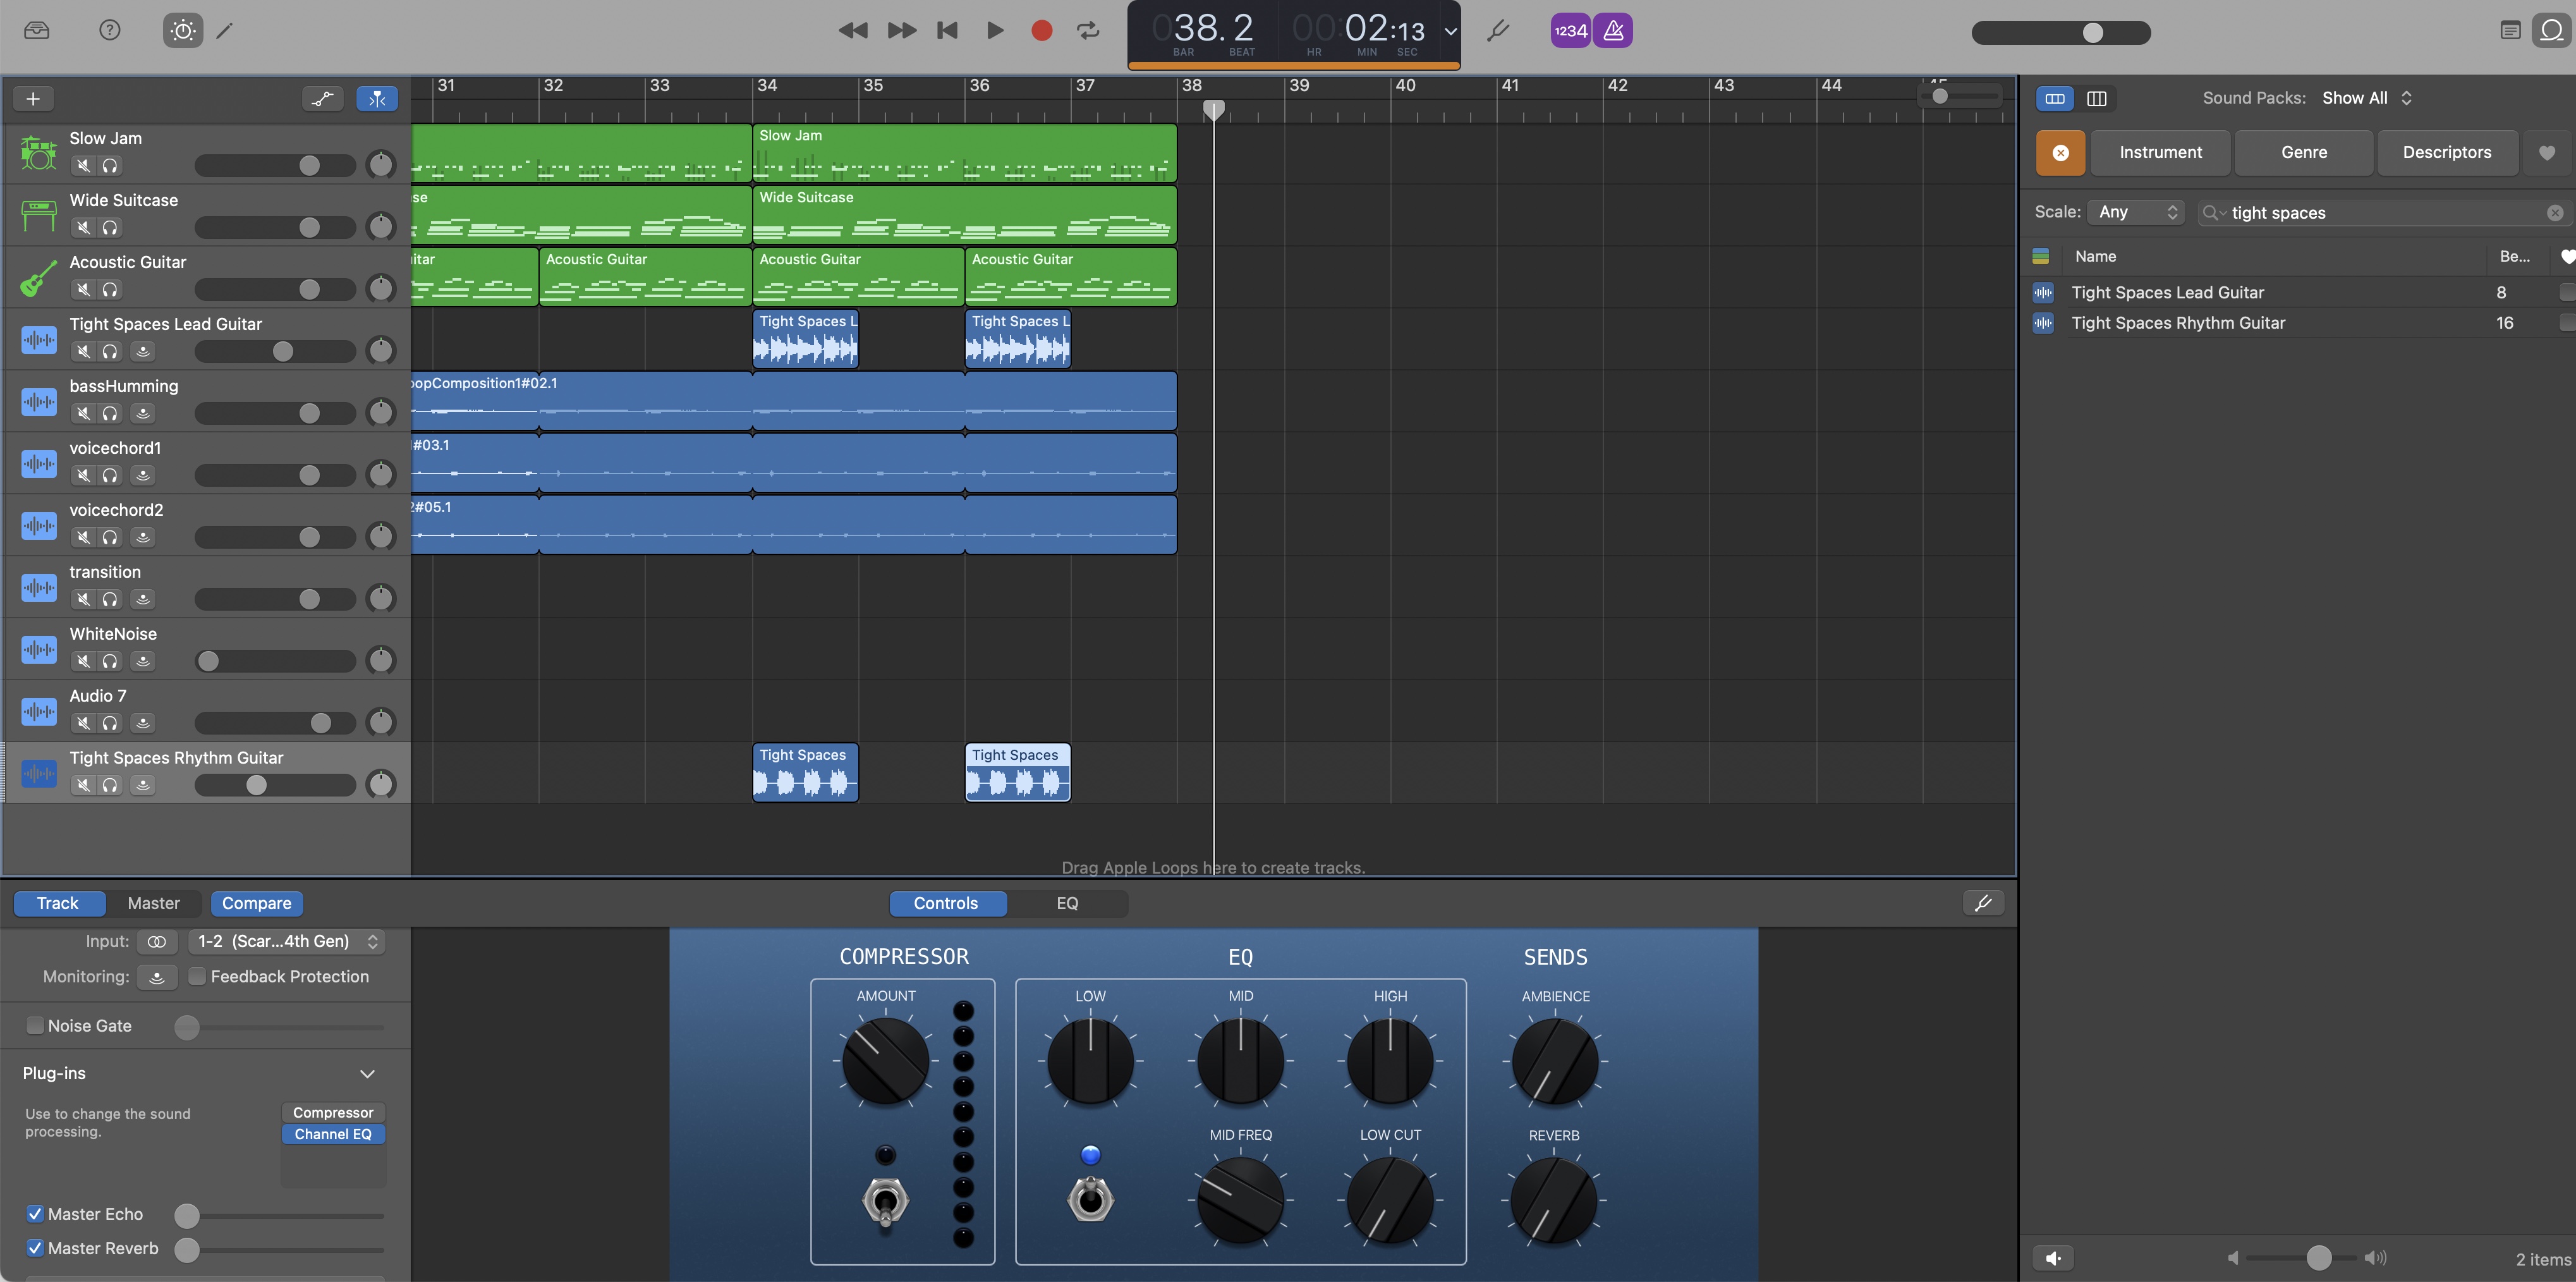 038.2 00:02:13
BAR BEAT HR MIN SEC
1234
31 32 33 34 35 36 37 38 39 40 41 42 43 44 45
Sound Packs: Show All
Instrument Genre Descriptors
Scale: Any tight spaces
Name Be...
Tight Spaces Lead Guitar 8
Tight Spaces Rhythm Guitar 16
Slow Jam
Slow Jam
Wide Suitcase
se Wide Suitcase
Acoustic Guitar
itar Acoustic Guitar Acoustic Guitar Acoustic Guitar
Tight Spaces Lead Guitar
Tight Spaces L Tight Spaces L
bassHumming
oopComposition1#02.1
voicechord1
#03.1
voicechord2
2#05.1
transition
WhiteNoise
Audio 7
Tight Spaces Rhythm Guitar
Tight Spaces Tight Spaces
Drag Apple Loops here to create tracks.
Track Master Compare Controls EQ
Input: 1-2 (Scar...4th Gen)
Monitoring: Feedback Protection
Noise Gate
Plug-ins
Use to change the sound
processing.
Compressor
Channel EQ
Master Echo
Master Reverb
COMPRESSOR EQ SENDS
AMOUNT LOW MID HIGH AMBIENCE
MID FREQ LOW CUT REVERB
2 items